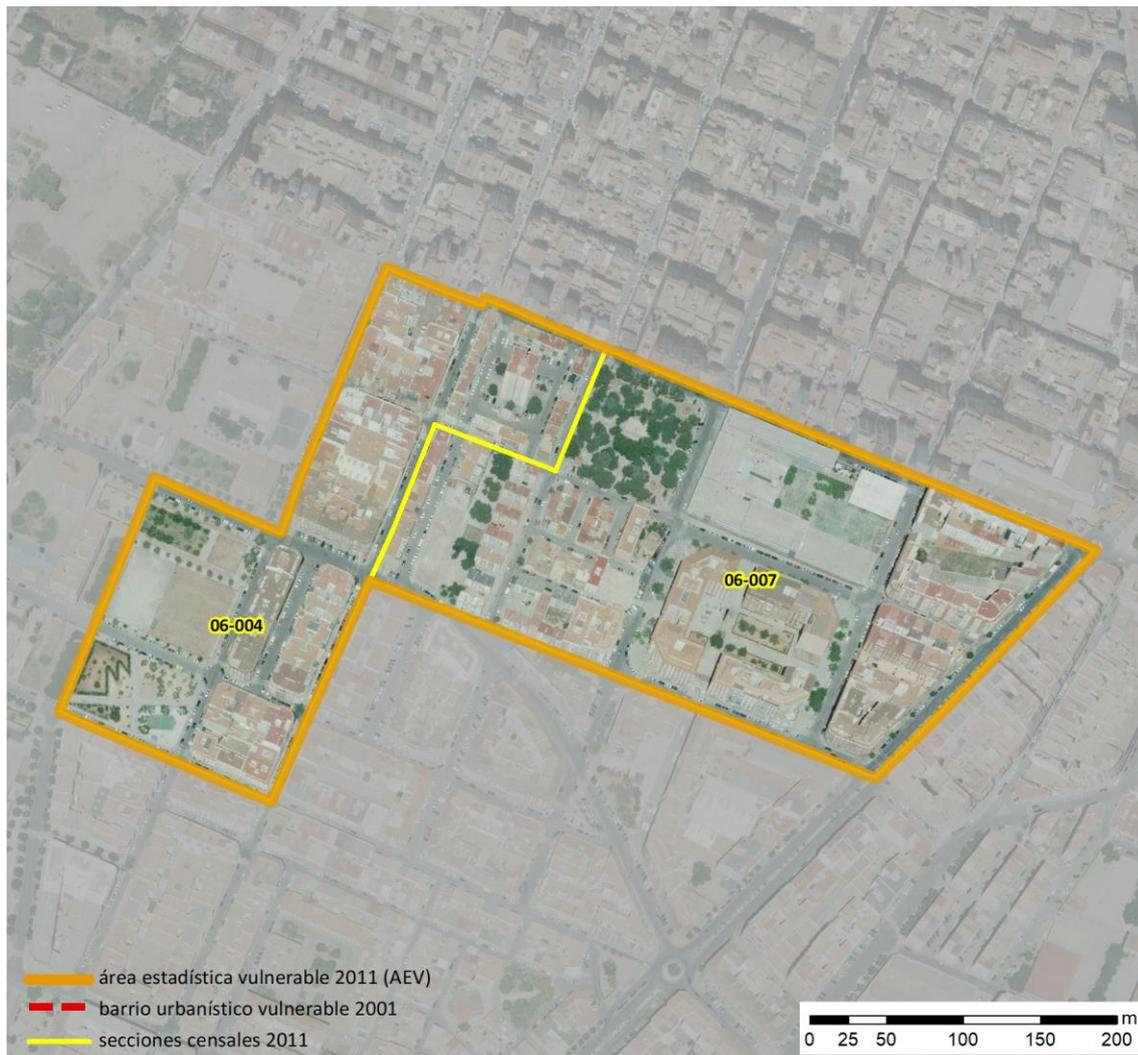 06-007
06-004
área estadística vulnerable 2011 (AEV)
barrio urbanístico vulnerable 2001
secciones censales 2011
m
0 25 50 100 150 200